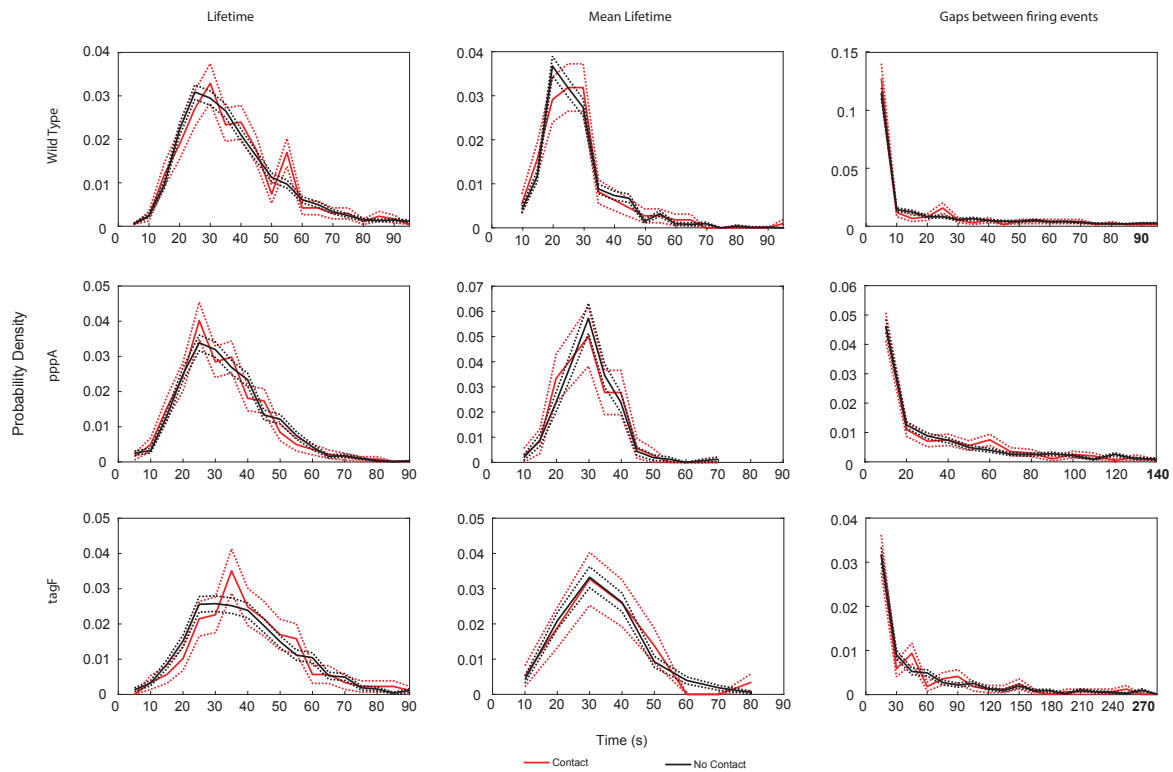 Lifetime Mean Lifetime Gaps between firing events
Probability Density
Wild Type
0.04 0.03 0.02 0.01 0
0 10 20 30 40 50 60 70 80 90
0.04 0.03 0.02 0.01 0
0 10 20 30 40 50 60 70 80 90
0.15 0.1 0.05 0
0 10 20 30 40 50 60 70 80 90
pppA
0.05 0.04 0.03 0.02 0.01 0
0 10 20 30 40 50 60 70 80 90
0.07 0.06 0.05 0.04 0.03 0.02 0.01 0.00
0 10 20 30 40 50 60 70 80 90
0.06 0.05 0.04 0.03 0.02 0.01 0
20 40 60 80 100 120 140
tagF
0.05 0.04 0.03 0.02 0.01 0
0 10 20 30 40 50 60 70 80 90
0.05 0.04 0.03 0.02 0.01 0
0 10 20 30 40 50 60 70 80 90
0.05 0.04 0.03 0.02 0.01 0
0 30 60 90 120 150 180 210 240 270
Time (s)
Contact No Contact